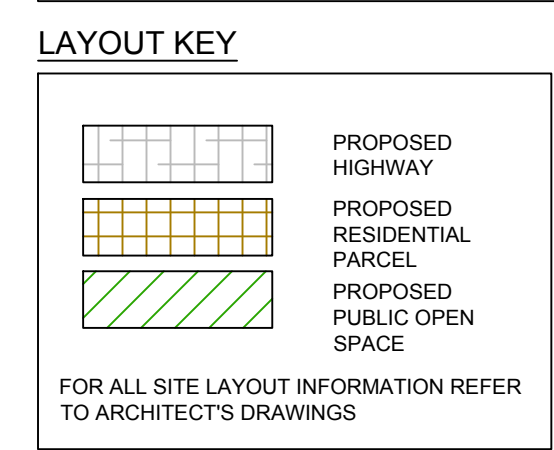 LAYOUT KEY
PROPOSED
HIGHWAY
PROPOSED
RESIDENTIAL
PARCEL
PROPOSED
PUBLIC OPEN
SPACE
FOR ALL SITE LAYOUT INFORMATION REFER
TO ARCHITECT'S DRAWINGS